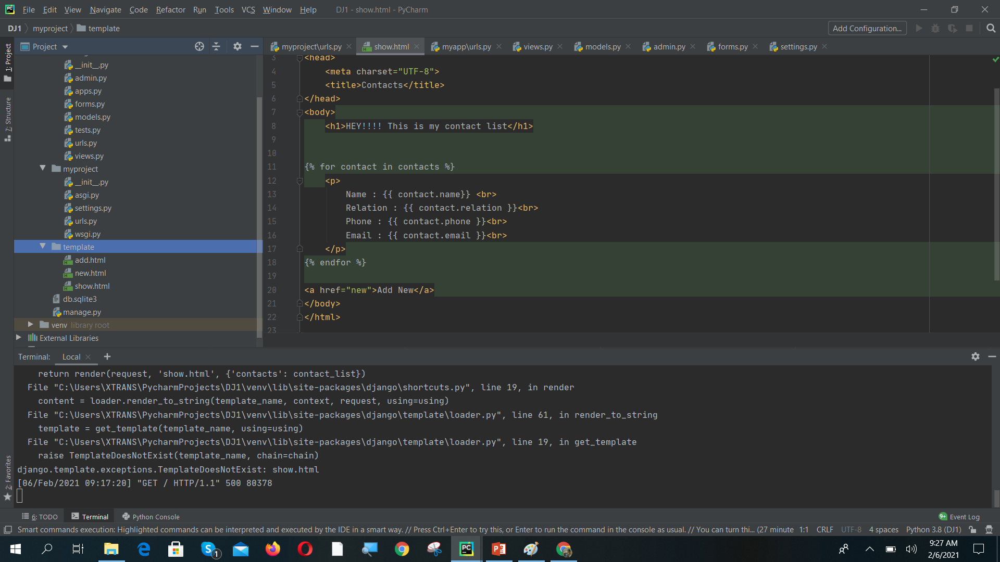 File Edit View Navigate Code Refactor Run Tools VCS Window Help DJ1 - show.html - PyCharm
DJ1 myproject template Add Configuration...
Project
myproject\urls.py show.html myapp\urls.py views.py models.py admin.py forms.py settings.py
1: Project
7: Structure
2: Favorites
__init__.py
admin.py
apps.py
forms.py
models.py
tests.py
urls.py
views.py
myproject
__init__.py
asgi.py
settings.py
urls.py
wsgi.py
template
add.html
new.html
show.html
db.sqlite3
manage.py
venv library root
External Libraries
3 <head>
4 <meta charset="UTF-8">
5 <title>Contacts</title>
6 </head>
7 <body>
8 <h1>HEY!!!! This is my contact list</h1>
9
10
11 {% for contact in contacts %}
12 <p>
13 Name : {{ contact.name}} <br>
14 Relation : {{ contact.relation }}<br>
15 Phone : {{ contact.phone }}<br>
16 Email : {{ contact.email }}<br>
17 </p>
18 {% endfor %}
19
20 <a href="new">Add New</a>
21 </body>
22 </html>
23
Terminal: Local
return render(request, 'show.html', {'contacts': contact_list})
File "C:\Users\XTRANS\PycharmProjects\DJ1\venv\lib\site-packages\django\shortcuts.py", line 19, in render
content = loader.render_to_string(template_name, context, request, using=using)
File "C:\Users\XTRANS\PycharmProjects\DJ1\venv\lib\site-packages\django\template\loader.py", line 61, in render_to_string
template = get_template(template_name, using=using)
File "C:\Users\XTRANS\PycharmProjects\DJ1\venv\lib\site-packages\django\template\loader.py", line 19, in get_template
raise TemplateDoesNotExist(template_name, chain=chain)
django.template.exceptions.TemplateDoesNotExist: show.html
[06/Feb/2021 09:17:20] "GET / HTTP/1.1" 500 80378
6: TODO Terminal Python Console 9+ Event Log
Smart commands execution: Highlighted commands can be interpreted and executed by the IDE in a smart way. // Press Ctrl+Enter to try this, or Enter to run the command in the console as usual. // You can turn thi... (27 minute 1:1 CRLF UTF-8 4 spaces Python 3.8 (DJ1)
1
9:27 AM
2/6/2021